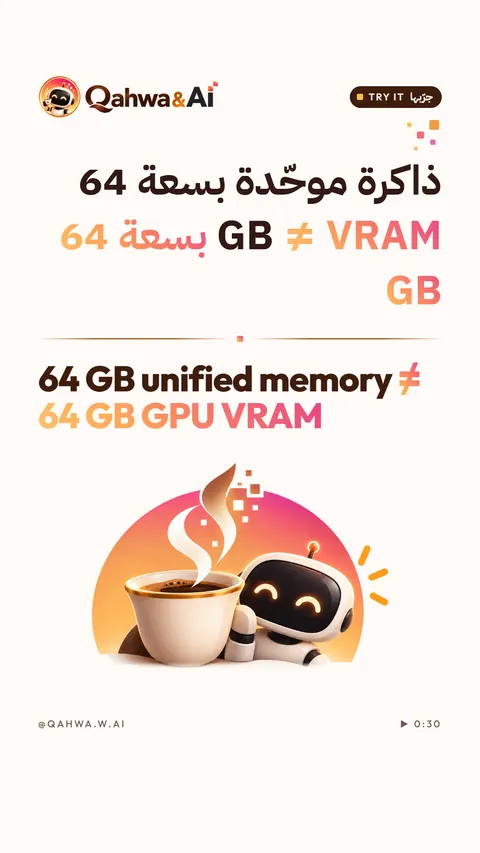 Qahwa&Ai
TRY IT جرّبها
ذاكرة موحّدة بسعة 64
GB ≠ VRAM بسعة 64
GB
64 GB unified memory ≠
64 GB GPU VRAM
@QAHWA.W.AI
0:30